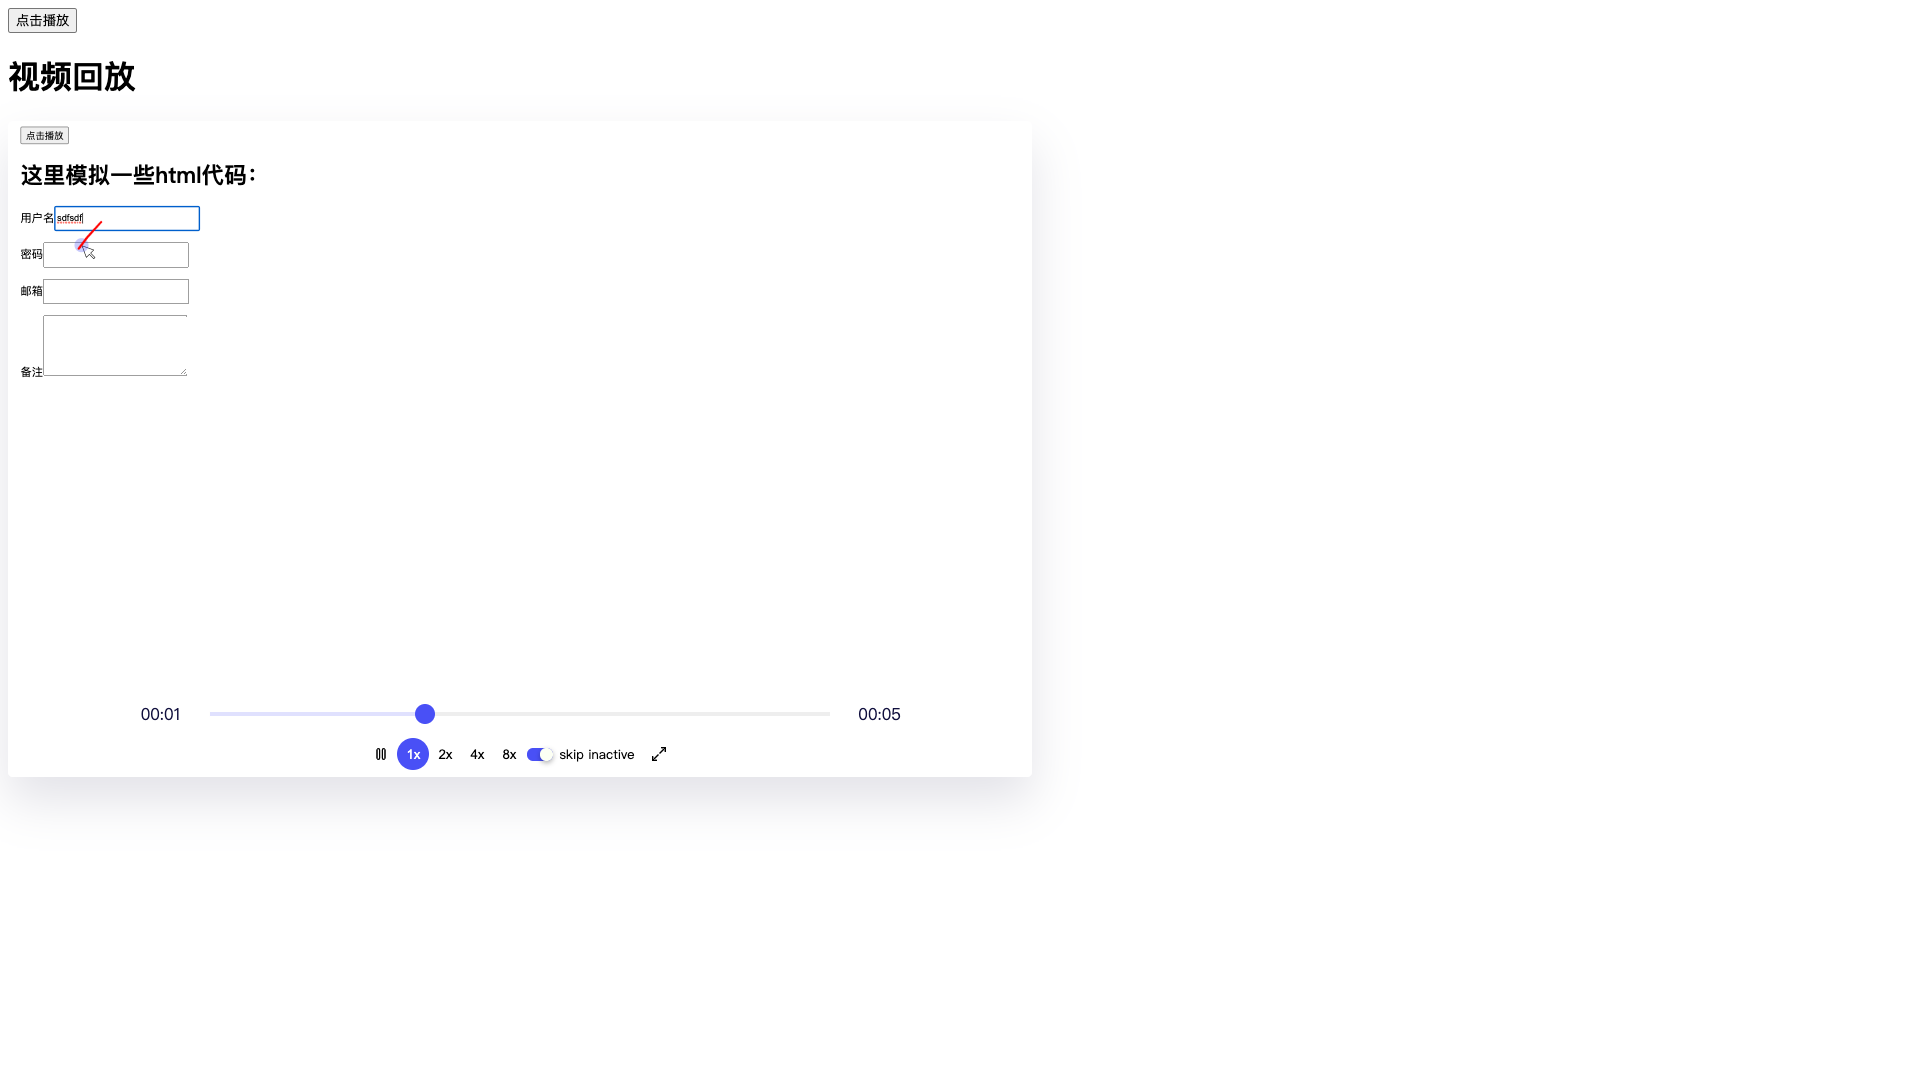 点击播放
视频回放
点击播放
这里模拟一些html代码：
用户名 sdfsdf
密码
邮箱
备注
00:01 00:05
1x 2x 4x 8x skip inactive